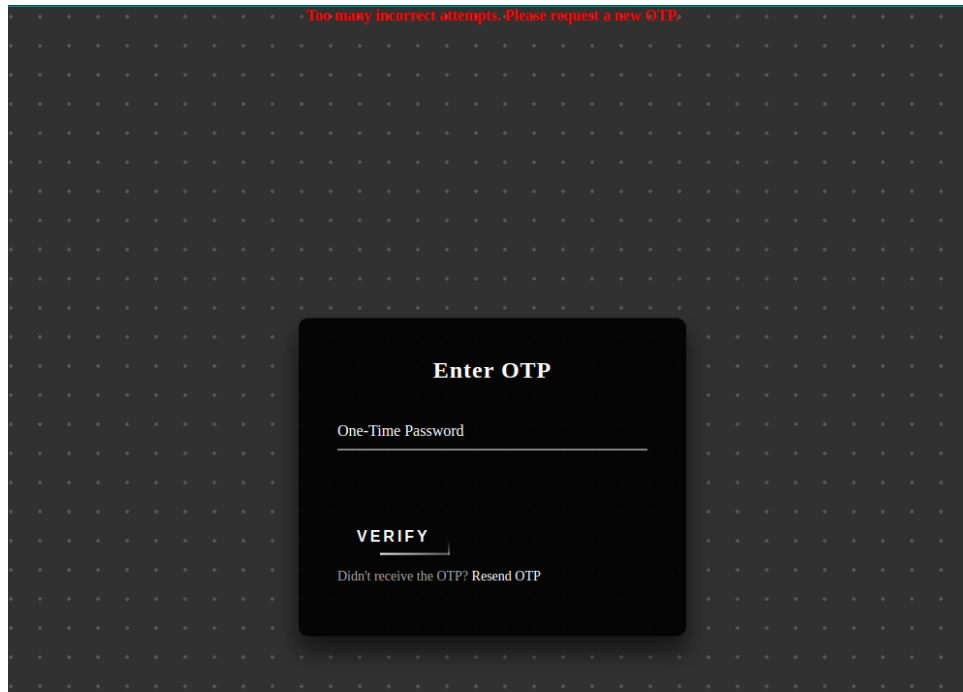 Too many incorrect attempts. Please request a new OTP.
Enter OTP
One-Time Password
VERIFY
Didn't receive the OTP? Resend OTP